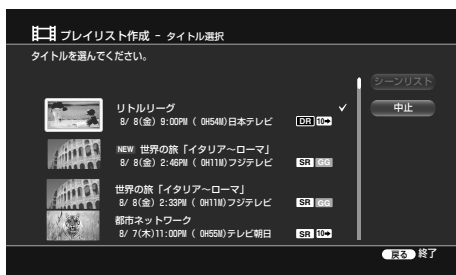 プレイリスト作成 - タイトル選択
タイトルを選んでください。
シーンリスト
中止
リトルリーグ
8/ 8(金) 9:00PM ( 0H54M)日本テレビ DR 10➡
NEW 世界の旅「イタリア～ローマ」
8/ 8(金) 2:46PM ( 0H11M)フジテレビ SR GG
世界の旅「イタリア～ローマ」
8/ 8(金) 2:33PM ( 0H11M)フジテレビ SR GG
都市ネットワーク
8/ 7(木)11:00PM ( 0H55M)テレビ朝日 SR 10➡
戻る 終了